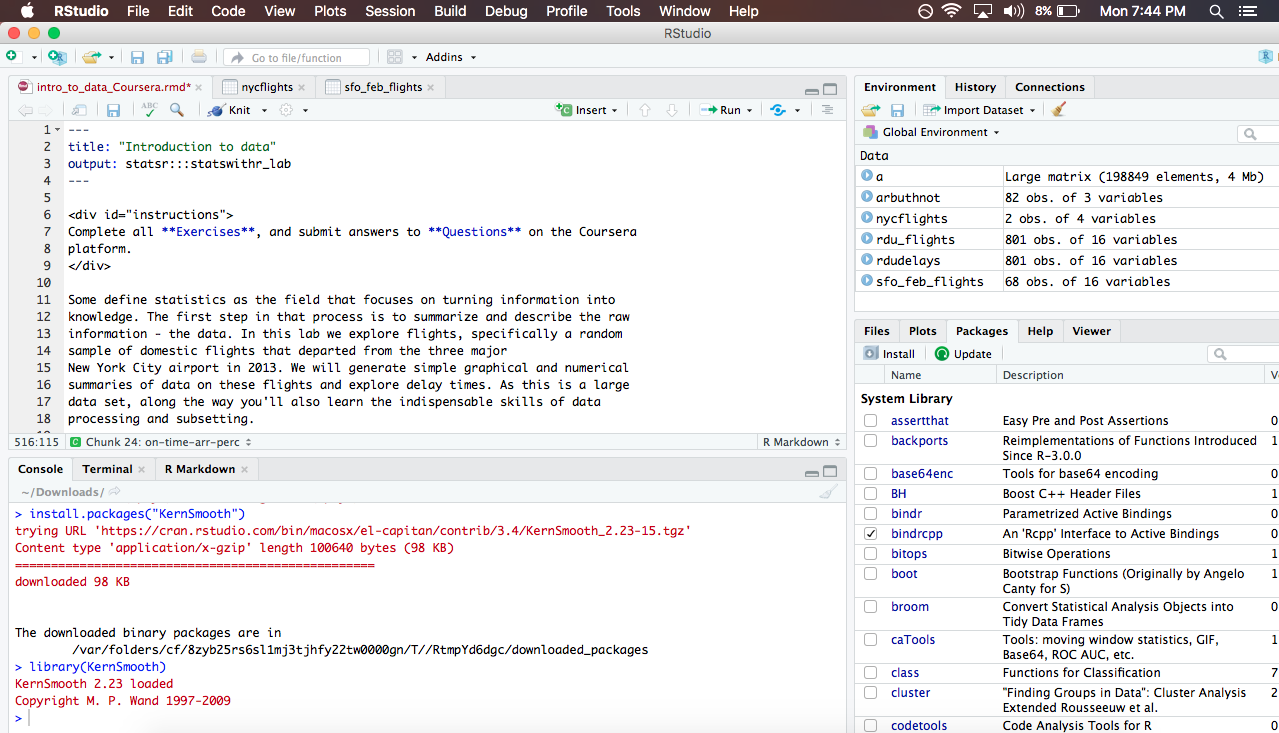 RStudio File Edit Code View Plots Session Build Debug Profile Tools Window Help 8% Mon 7:44 PM
RStudio
Go to file/function Addins
intro_to_data_Coursera.rmd* nycflights sfo_feb_flights
ABC Knit Insert Run
1 ---
2 title: "Introduction to data"
3 output: statsr:::statswithr_lab
4 ---
5
6 <div id="instructions">
7 Complete all **Exercises**, and submit answers to **Questions** on the Coursera
8 platform.
9 </div>
10
11 Some define statistics as the field that focuses on turning information into
12 knowledge. The first step in that process is to summarize and describe the raw
13 information - the data. In this lab we explore flights, specifically a random
14 sample of domestic flights that departed from the three major
15 New York City airport in 2013. We will generate simple graphical and numerical
16 summaries of data on these flights and explore delay times. As this is a large
17 data set, along the way you'll also learn the indispensable skills of data
18 processing and subsetting.
516:115 C Chunk 24: on-time-arr-perc R Markdown
Console Terminal R Markdown
~/Downloads/
> install.packages("KernSmooth")
trying URL 'https://cran.rstudio.com/bin/macosx/el-capitan/contrib/3.4/KernSmooth_2.23-15.tgz'
Content type 'application/x-gzip' length 100640 bytes (98 KB)
==================================================
downloaded 98 KB
The downloaded binary packages are in
/var/folders/cf/8zyb25rs6sl1mj3tjhfy22tw0000gn/T//RtmpYd6dgc/downloaded_packages
> library(KernSmooth)
KernSmooth 2.23 loaded
Copyright M. P. Wand 1997-2009
>
Environment History Connections
Import Dataset
Global Environment
Data
a Large matrix (198849 elements, 4 Mb)
arbuthnot 82 obs. of 3 variables
nycflights 2 obs. of 4 variables
rdu_flights 801 obs. of 16 variables
rdudelays 801 obs. of 16 variables
sfo_feb_flights 68 obs. of 16 variables
Files Plots Packages Help Viewer
Install Update
Name Description V
System Library
assertthat Easy Pre and Post Assertions 0
backports Reimplementations of Functions Introduced 1
Since R-3.0.0
base64enc Tools for base64 encoding 0
BH Boost C++ Header Files 1
bindr Parametrized Active Bindings 0
bindrcpp An 'Rcpp' Interface to Active Bindings 0
bitops Bitwise Operations 1
boot Bootstrap Functions (Originally by Angelo 1
Canty for S)
broom Convert Statistical Analysis Objects into 0
Tidy Data Frames
caTools Tools: moving window statistics, GIF, 1
Base64, ROC AUC, etc.
class Functions for Classification 7
cluster "Finding Groups in Data": Cluster Analysis 2
Extended Rousseeuw et al.
codetools Code Analysis Tools for R 0